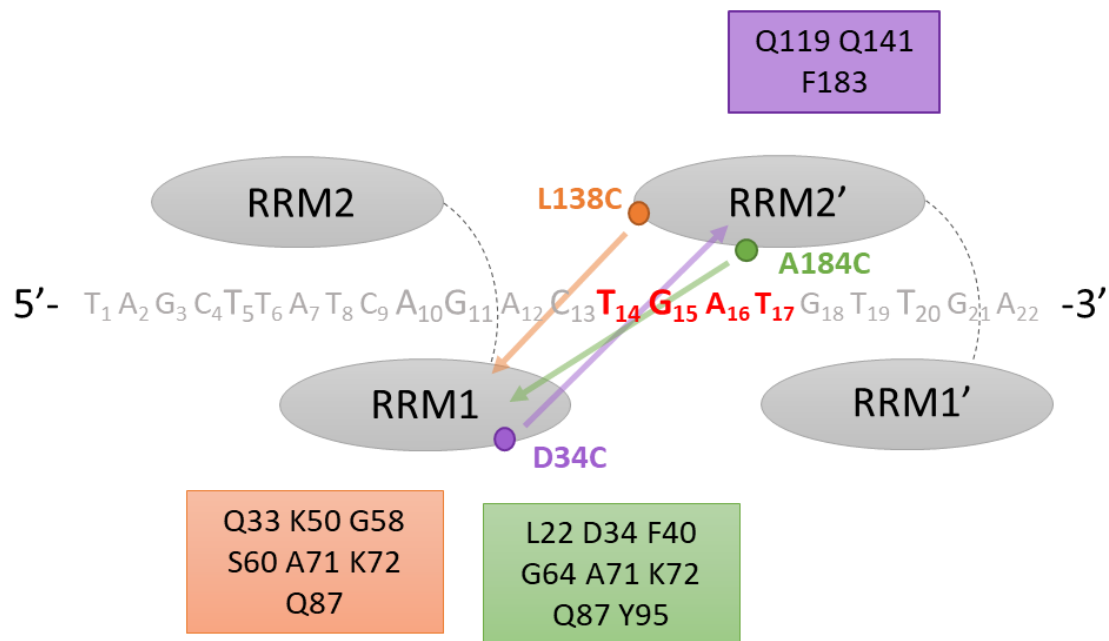 Q119 Q141
F183
RRM2
L138C
RRM2’
A184C
5’- T1 A2 G3 C4 T5 T6 A7 T8 C9 A10 G11 A12 C13 T14 G15 A16 T17 G18 T19 T20 G21 A22 -3’
RRM1
RRM1’
D34C
Q33 K50 G58
S60 A71 K72
Q87
L22 D34 F40
G64 A71 K72
Q87 Y95